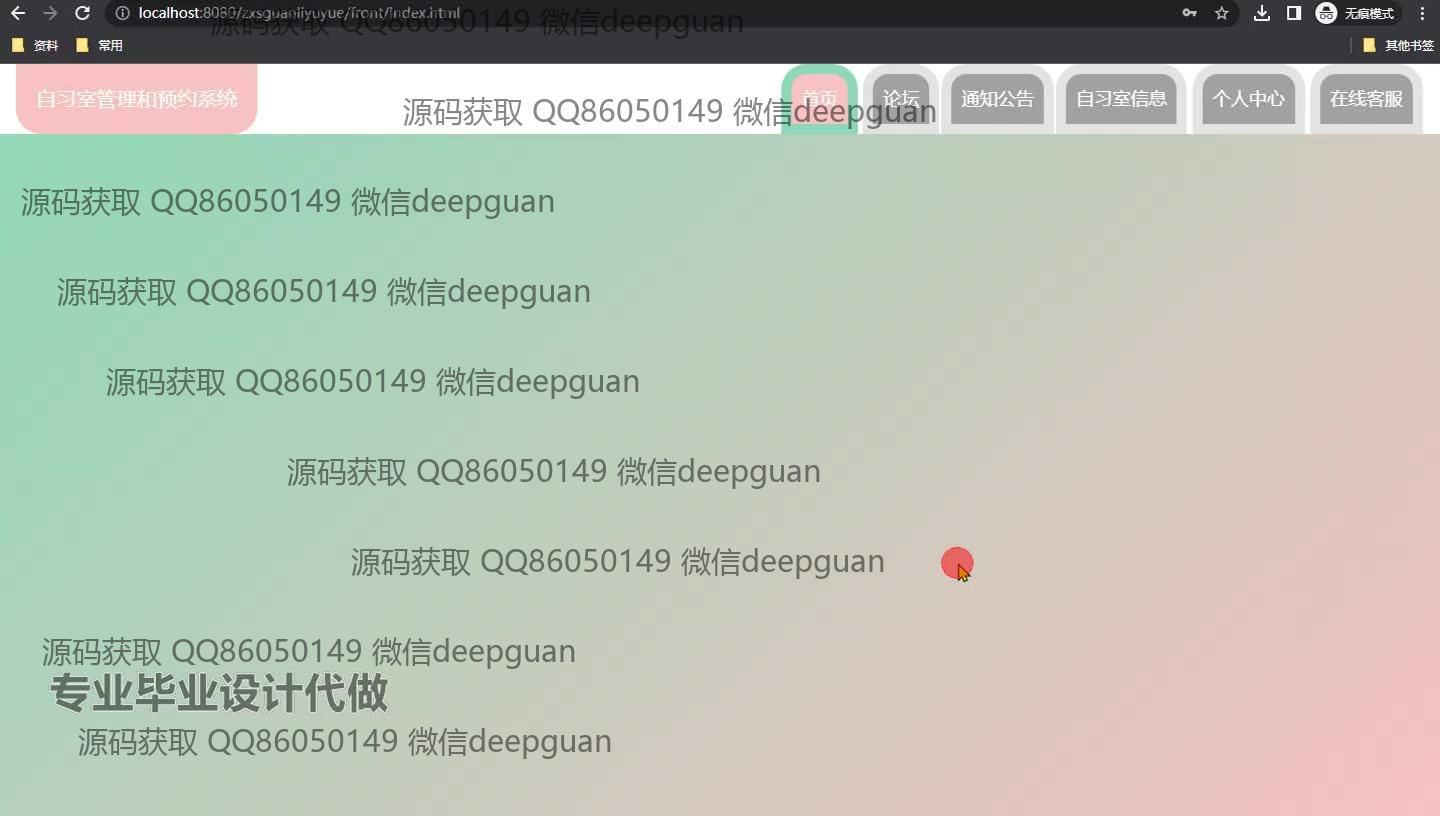 localhost:8080/zxsguanliyuyue/front/index.html
无痕模式
源码获取 QQ86050149 微信deepguan
资料
常用
其他书签
自习室管理和预约系统
首页
论坛
通知公告
自习室信息
个人中心
在线客服
源码获取 QQ86050149 微信deepguan
源码获取 QQ86050149 微信deepguan
源码获取 QQ86050149 微信deepguan
源码获取 QQ86050149 微信deepguan
源码获取 QQ86050149 微信deepguan
源码获取 QQ86050149 微信deepguan
源码获取 QQ86050149 微信deepguan
专业毕业设计代做
源码获取 QQ86050149 微信deepguan